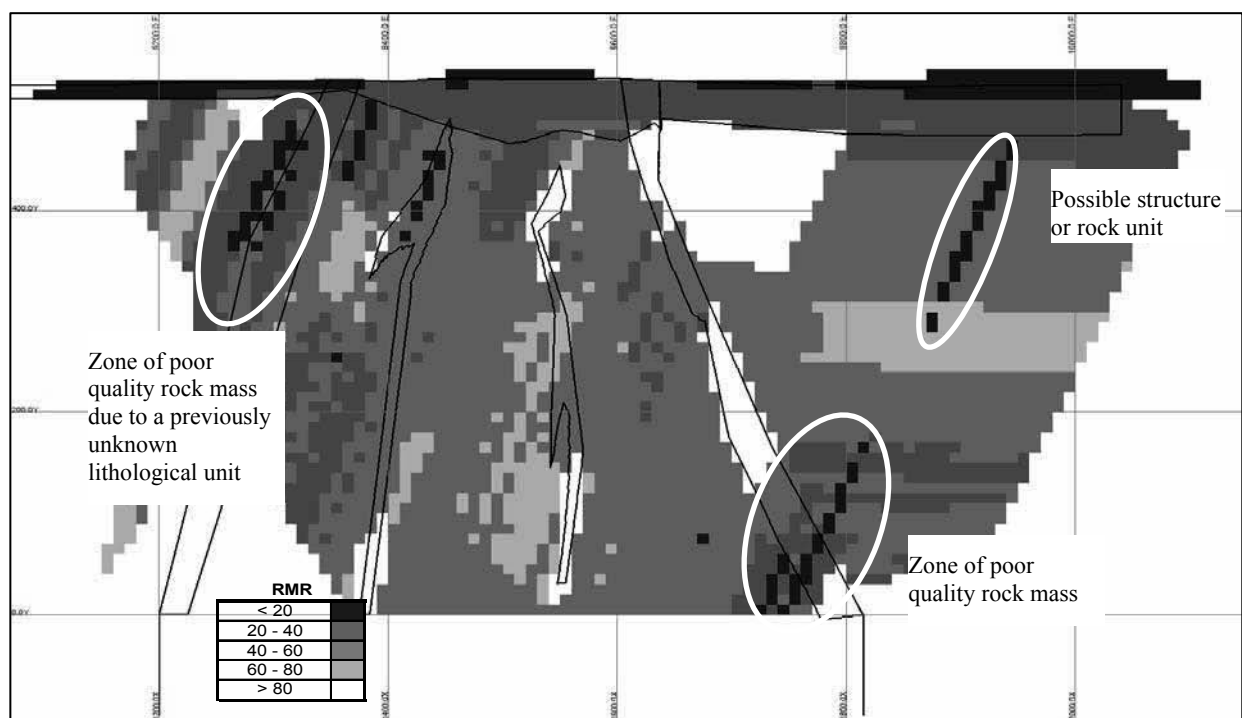 Possible structure
or rock unit
Zone of poor
quality rock mass
due to a previously
unknown
lithological unit
Zone of poor
quality rock mass
RMR
< 20
20 - 40
40 - 60
60 - 80
> 80